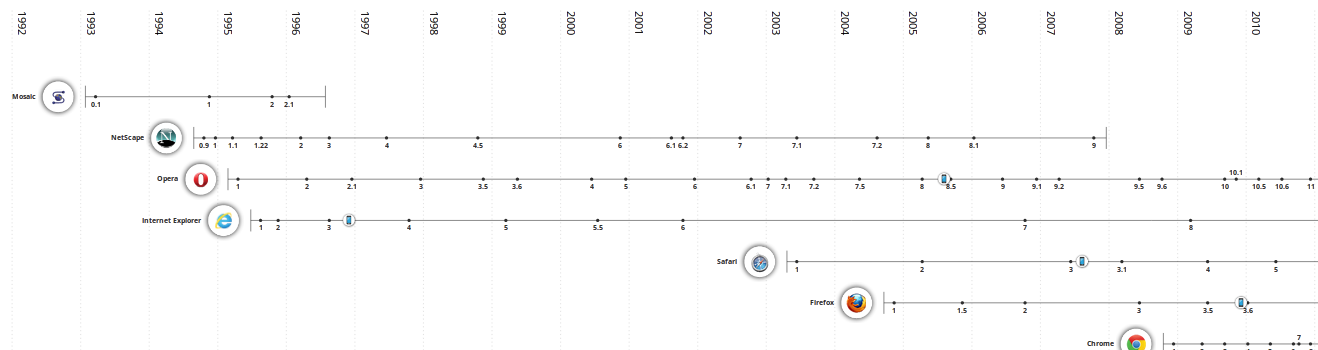 1992 1993 1994 1995 1996 1997 1998 1999 2000 2001 2002 2003 2004 2005 2006 2007 2008 2009 2010
Mosaic
0.1 1 2 2.1
NetScape
0.9 1 1.1 1.22 2 3 4 4.5 6 6.1 6.2 7 7.1 7.2 8 8.1 9
10.1
Opera
1 2 2.1 3 3.5 3.6 4 5 6 6.1 7 7.1 7.2 7.5 8 8.5 9 9.1 9.2 9.5 9.6 10 10.5 10.6 11
Internet Explorer
1 2 3 4 5 5.5 6 7 8
Safari
1 2 3 3.1 4 5
Firefox
1 1.5 2 3 3.5 3.6
7
Chrome